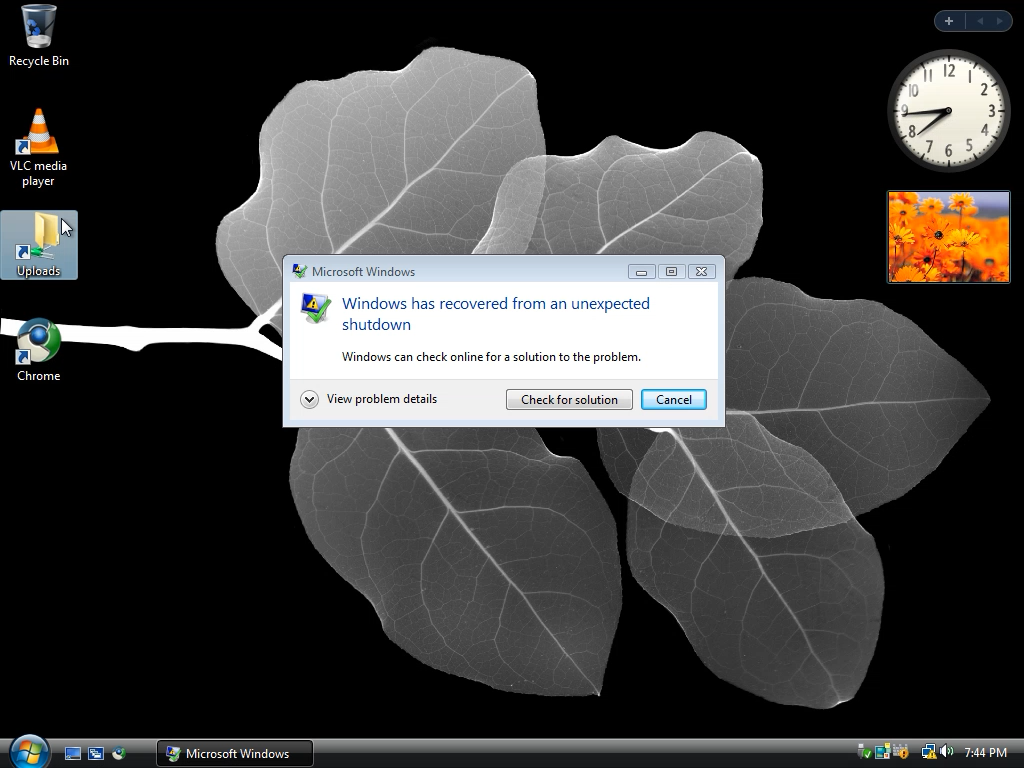 Recycle Bin
VLC media
player
Uploads
Chrome
12
1
2
3
4
5
6
7
8
9
10
11
Microsoft Windows
Windows has recovered from an unexpected
shutdown
Windows can check online for a solution to the problem.
View problem details
Check for solution
Cancel
Microsoft Windows
7:44 PM